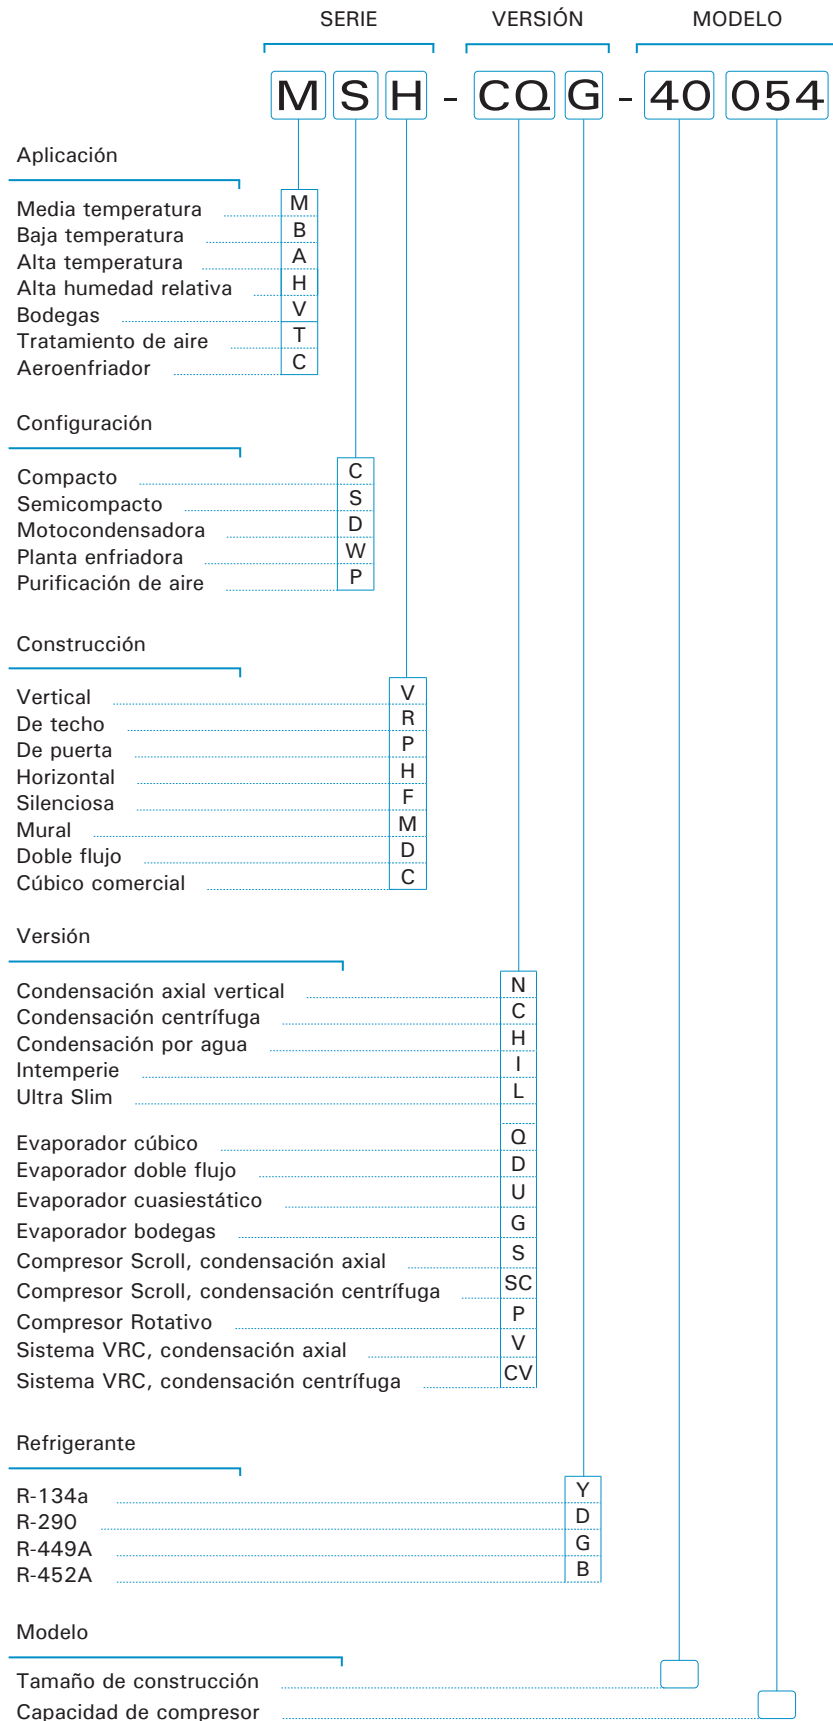 SERIE VERSIÓN MODELO
M S H - CQ G - 40 054
Aplicación
Media temperatura M
Baja temperatura B
Alta temperatura A
Alta humedad relativa H
Bodegas V
Tratamiento de aire T
Aeroenfriador C
Configuración
Compacto C
Semicompacto S
Motocondensadora D
Planta enfriadora W
Purificación de aire P
Construcción
Vertical V
De techo R
De puerta P
Horizontal H
Silenciosa F
Mural M
Doble flujo D
Cúbico comercial C
Versión
Condensación axial vertical N
Condensación centrífuga C
Condensación por agua H
Intemperie I
Ultra Slim L
Evaporador cúbico Q
Evaporador doble flujo D
Evaporador cuasiestático U
Evaporador bodegas G
Compresor Scroll, condensación axial S
Compresor Scroll, condensación centrífuga SC
Compresor Rotativo P
Sistema VRC, condensación axial V
Sistema VRC, condensación centrífuga CV
Refrigerante
R-134a Y
R-290 D
R-449A G
R-452A B
Modelo
Tamaño de construcción
Capacidad de compresor